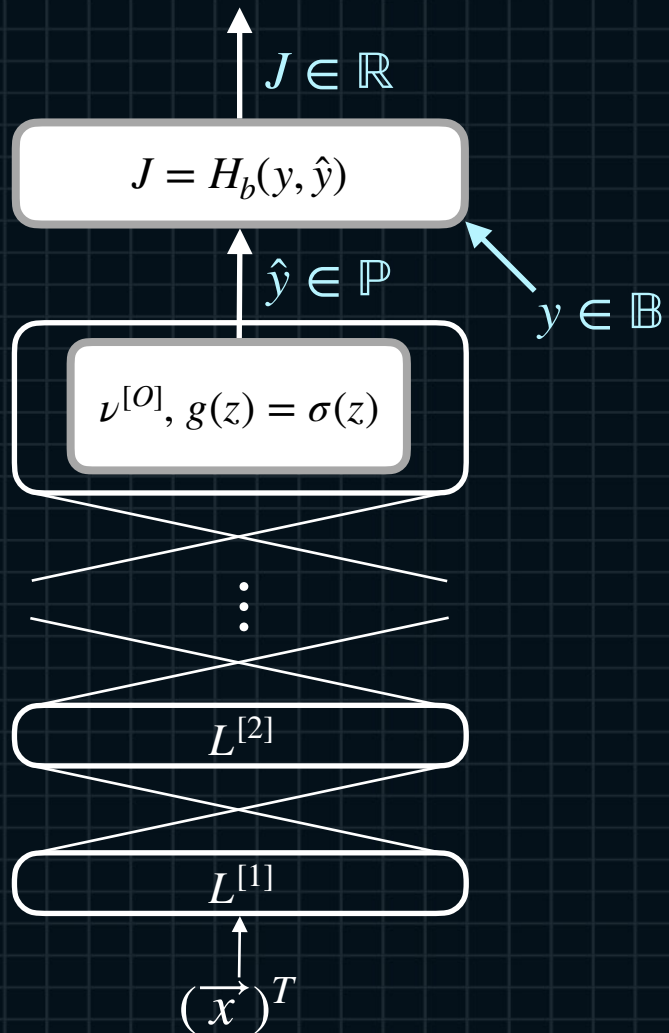 J ∈ ℝ
J = H_b(y, ŷ)
ŷ ∈ ℙ
y ∈ 𝔹
ν^[O], g(z) = σ(z)
⋮
L^[2]
L^[1]
(x⃗)^T